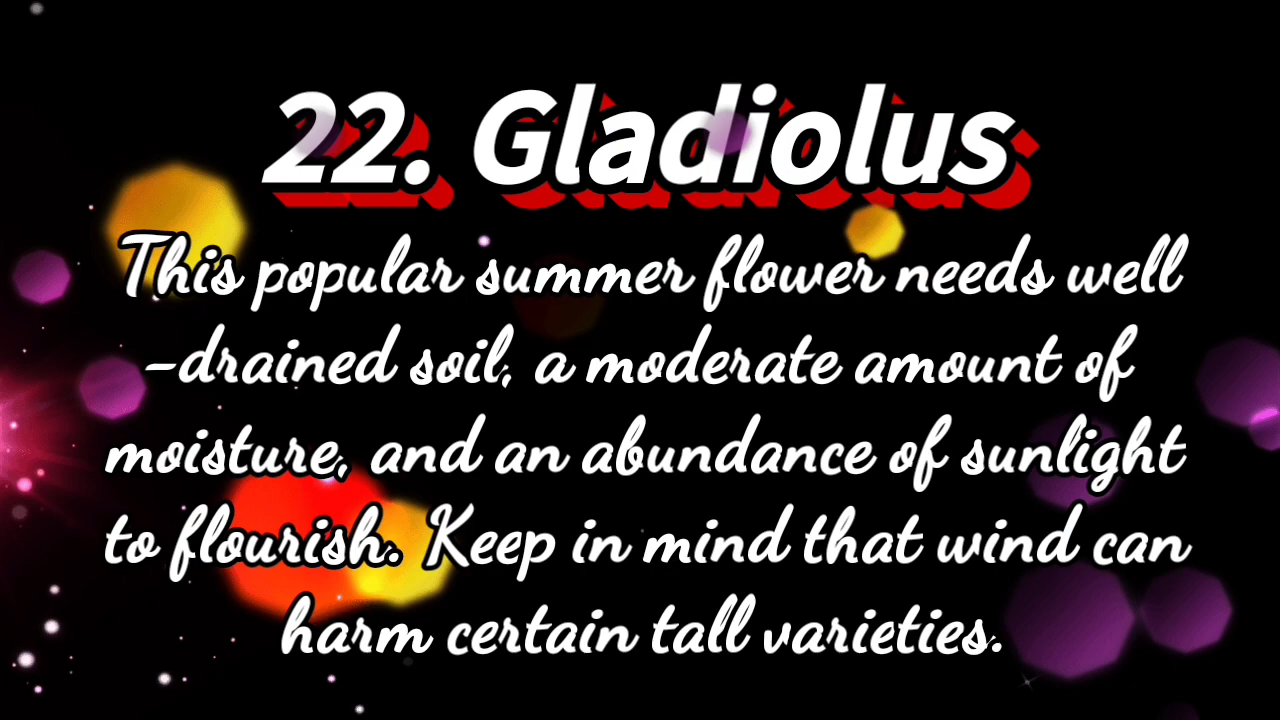 22. Gladiolus
This popular summer flower needs well
-drained soil, a moderate amount of
moisture, and an abundance of sunlight
to flourish. Keep in mind that wind can
harm certain tall varieties.